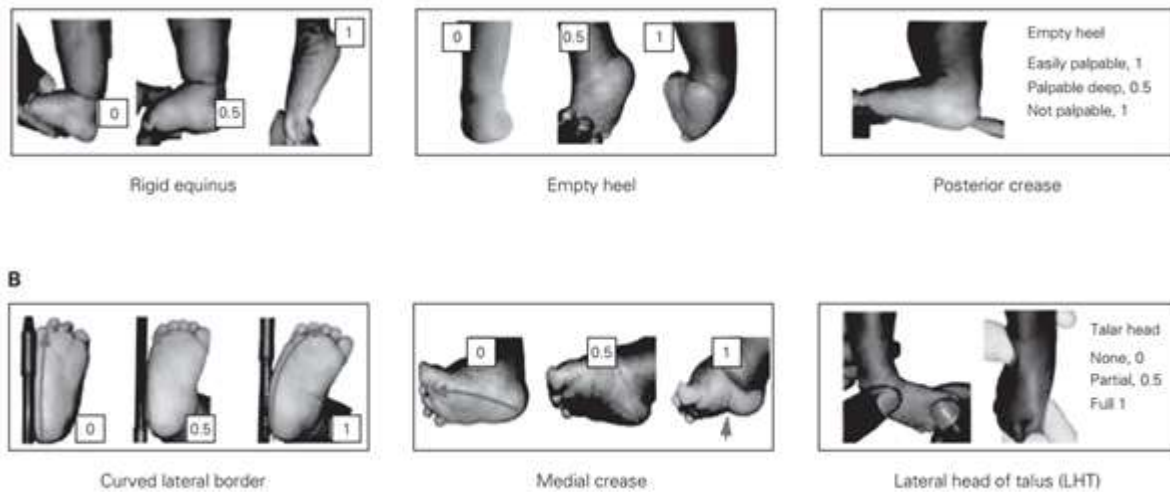 0
0.5
1
Rigid equinus
0
0.5
1
Empty heel
Empty heel
Easily palpable, 1
Palpable deep, 0.5
Not palpable, 1
Posterior crease
B
0
0.5
1
Curved lateral border
0
0.5
1
Medial crease
Talar head
None, 0
Partial, 0.5
Full 1
Lateral head of talus (LHT)